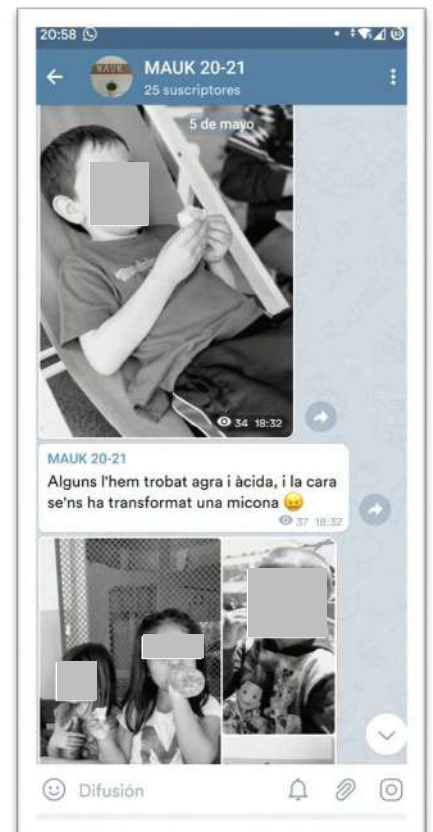 20:58
MAUK 20-21
25 suscriptores
MAUK
5 de mayo
34 18:32
MAUK 20-21
Alguns l'hem trobat agra i àcida, i la cara
se'ns ha transformat una micona 😖
37 18:32
Difusión